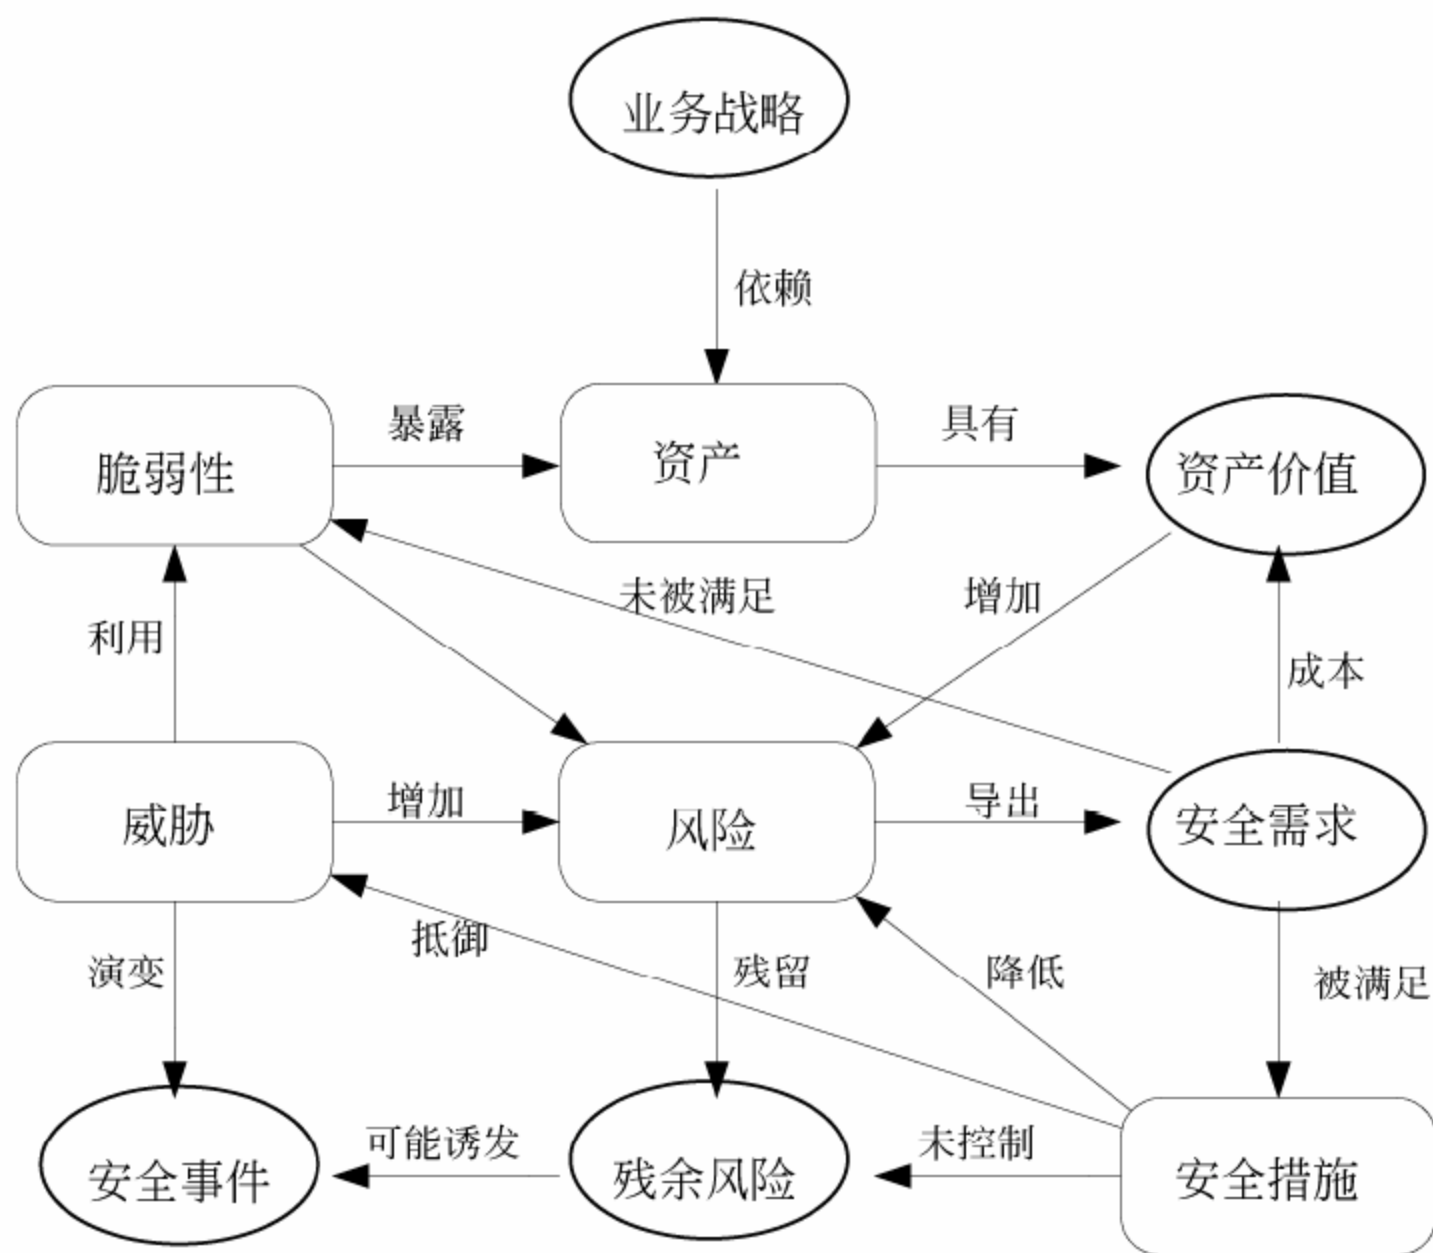 业务战略
依赖
脆弱性
暴露
资产
具有
资产价值
利用
未被满足
增加
成本
威胁
增加
风险
导出
安全需求
演变
抵御
残留
降低
被满足
安全事件
可能诱发
残余风险
未控制
安全措施